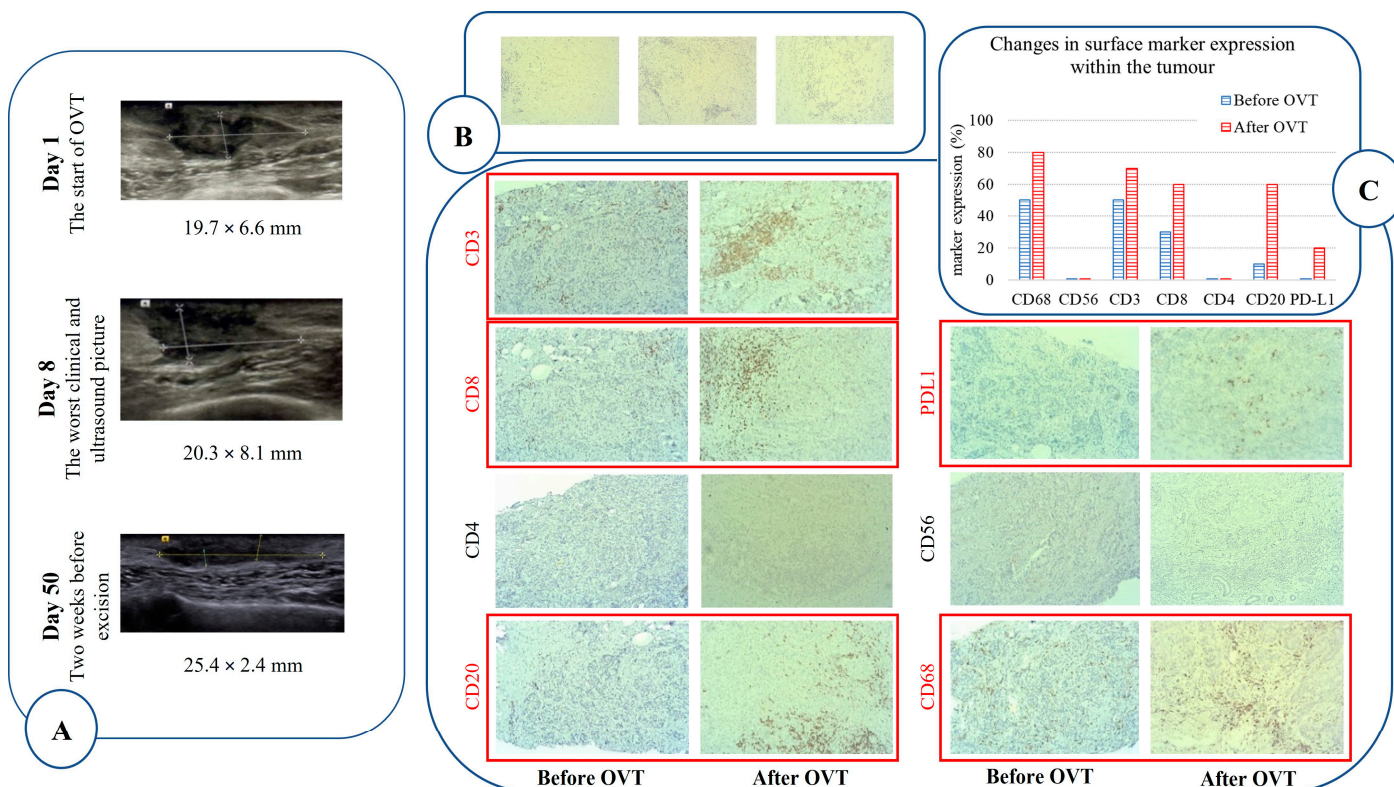 Day 1
The start of OVT
19.7 × 6.6 mm
Day 8
The worst clinical and
ultrasound picture
20.3 × 8.1 mm
Day 50
Two weeks before
excision
25.4 × 2.4 mm
A
B
CD3
CD8
CD4
CD20
Before OVT
After OVT
Changes in surface marker expression
within the tumour
Before OVT
After OVT
marker expression (%)
100
80
60
40
20
0
CD68
CD56
CD3
CD8
CD4
CD20
PD-L1
C
PDL1
CD56
CD68
Before OVT
After OVT